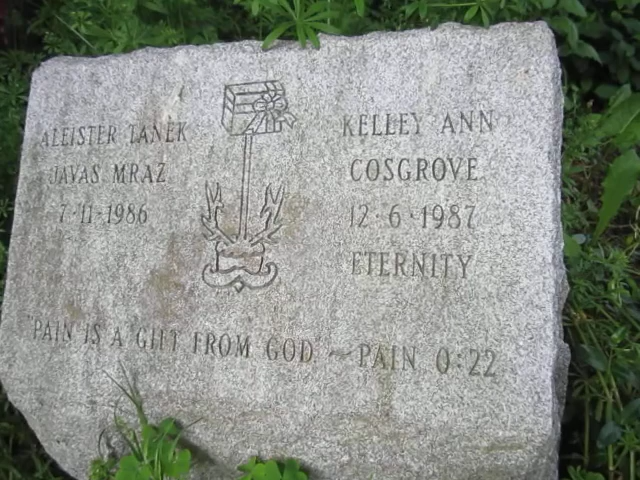 ALEISTER TANEK
JAVAS MRAZ
7·11·1986
KELLEY ANN
COSGROVE
12·6·1987
ETERNITY
"PAIN IS A GIFT FROM GOD ~ PAIN 0:22